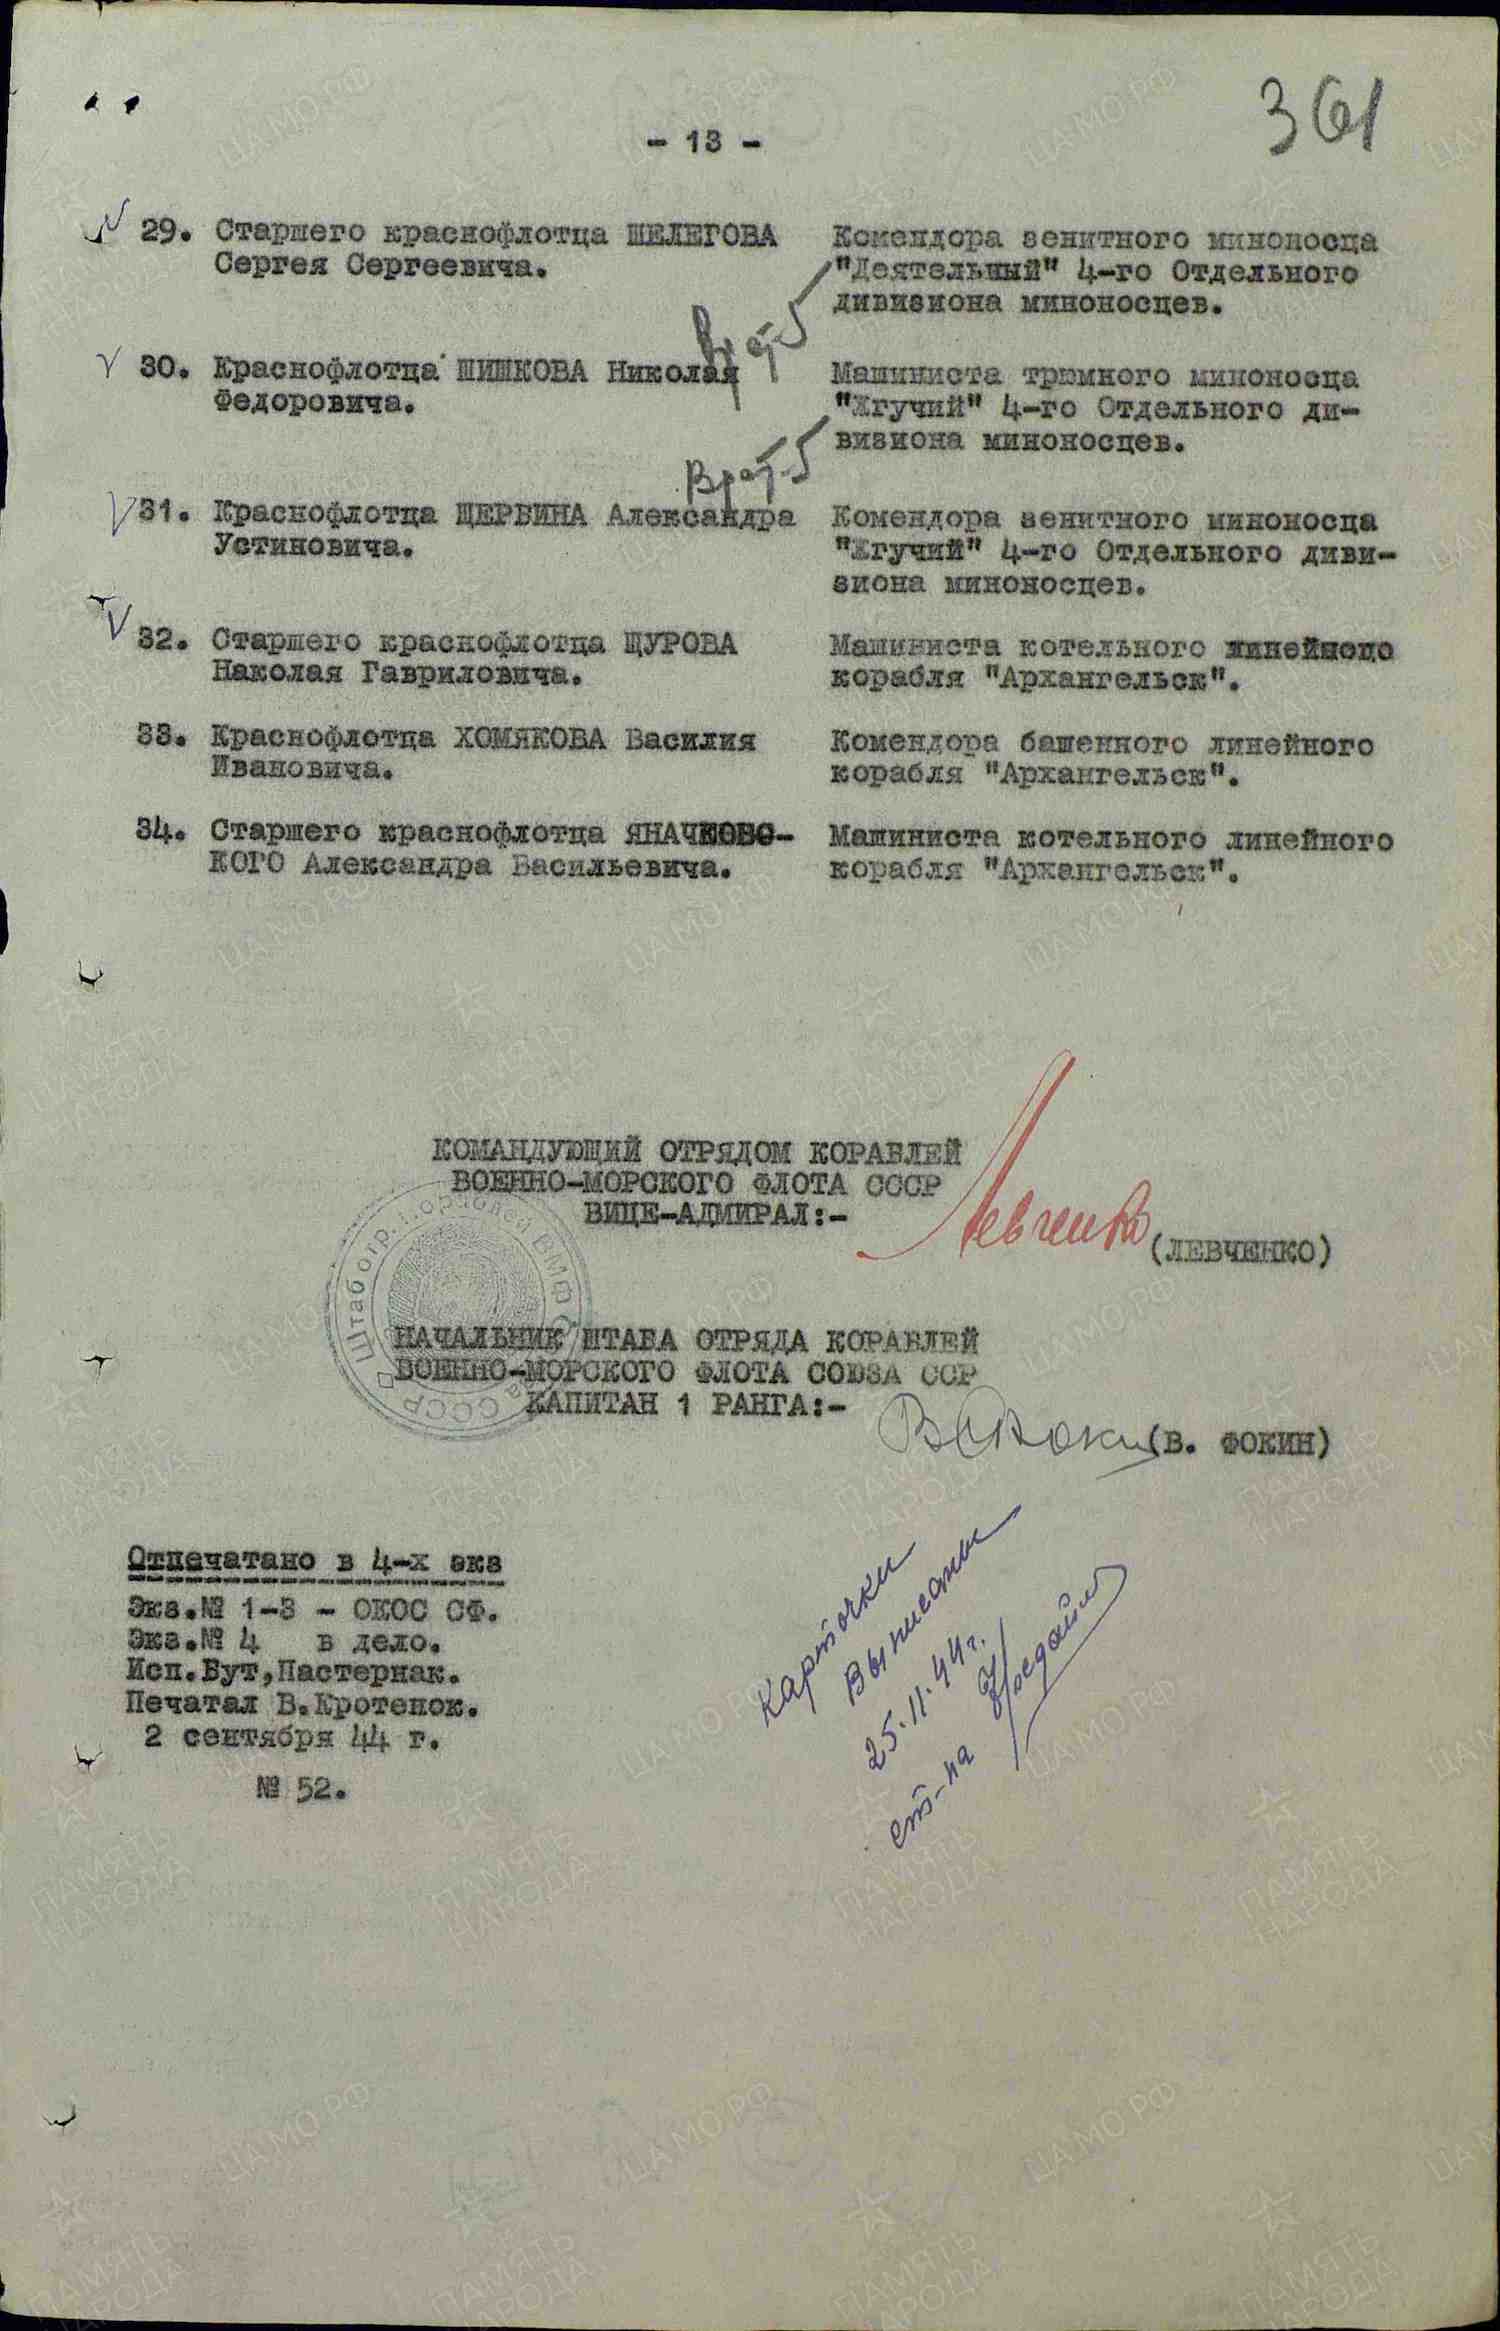 361
- 13 -
29. Старшего краснофлотца ШЕЛЕГОВА
Сергея Сергеевича.
Комендора зенитного миноносца
"Деятельный" 4-го Отдельного
дивизиона миноносцев.
30. Краснофлотца ШИШКОВА Николая
Федоровича.
Машиниста трюмного миноносца
"Жгучий" 4-го Отдельного ди-
визиона миноносцев.
31. Краснофлотца ЩЕРБИНА Александра
Устиновича.
Комендора зенитного миноносца
"Жгучий" 4-го Отдельного диви-
зиона миноносцев.
32. Старшего краснофлотца ЩУРОВА
Наколая Гавриловича.
Машиниста котельного линейного
корабля "Архангельск".
33. Краснофлотца ХОМЯКОВА Василия
Ивановича.
Комендора башенного линейного
корабля "Архангельск".
34. Старшего краснофлотца ЯНАЧКОВС-
КОГО Александра Васильевича.
Машиниста котельного линейного
корабля "Архангельск".
КОМАНДУЮЩИЙ ОТРЯДОМ КОРАБЛЕЙ
ВОЕННО-МОРСКОГО ФЛОТА СССР
ВИЦЕ-АДМИРАЛ:-
Левченко
(ЛЕВЧЕНКО)
НАЧАЛЬНИК ШТАБА ОТРЯДА КОРАБЛЕЙ
ВОЕННО-МОРСКОГО ФЛОТА СОЮЗА ССР
КАПИТАН 1 РАНГА:-
(В. ФОКИН)
Отпечатано в 4-х экз
Экз.№ 1-3 - ОКОС СФ.
Экз.№ 4 в дело.
Исп.Бут,Пастернак.
Печатал В.Кротенок.
2 сентября 44 г.
№ 52.
Карточки
выписаны
25.11.44 г.
ст-на